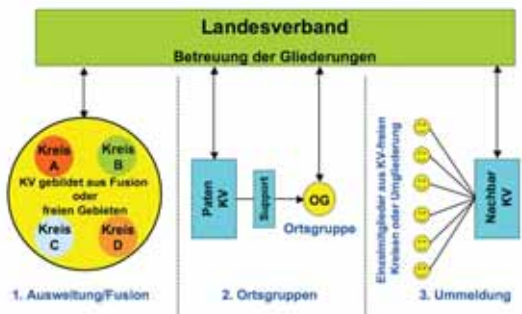 Landesverband
Betreuung der Gliederungen
Kreis
A
Kreis
B
KV gebildet aus Fusion
oder
freien Gebieten
Kreis
C
Kreis
D
1. Ausweitung/Fusion
Paten
KV
Support
OG
Ortsgruppe
2. Ortsgruppen
Einzelmitglieder aus KV-freien
Kreisen oder Umgliederung
Nachbar
KV
3. Ummeldung